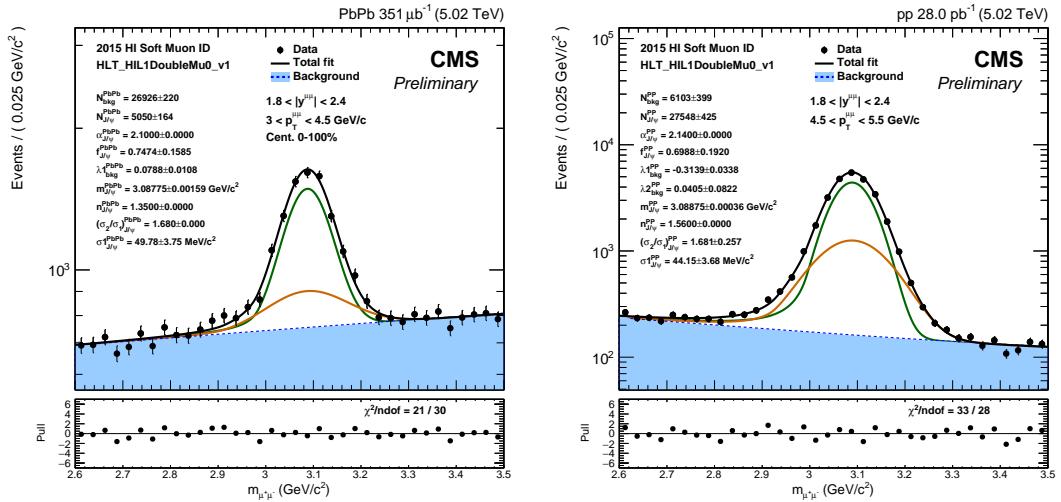 PbPb 351 μb⁻¹ (5.02 TeV)
Events / ( 0.025 GeV/c²)
2015 HI Soft Muon ID
HLT_HIL1DoubleMu0_v1
Data
Total fit
Background
CMS
Preliminary
N_bkg^PbPb = 26926±220
N_J/ψ^PbPb = 5050±164
α_J/ψ^PbPb = 2.1000±0.0000
f_J/ψ^PbPb = 0.7474±0.1585
λ1_bkg^PbPb = 0.0788±0.0108
m_J/ψ^PbPb = 3.08775±0.00159 GeV/c²
n_J/ψ^PbPb = 1.3500±0.0000
(σ₂/σ₁)_J/ψ^PbPb = 1.680±0.000
σ1_J/ψ^PbPb = 49.78±3.75 MeV/c²
1.8 < |y^μμ| < 2.4
3 < p_T^μμ < 4.5 GeV/c
Cent. 0-100%
10³
χ²/ndof = 21 / 30
Pull
6
4
2
0
−2
−4
−6
2.6 2.7 2.8 2.9 3 3.1 3.2 3.3 3.4 3.5
m_μ⁺μ⁻ (GeV/c²)
pp 28.0 pb⁻¹ (5.02 TeV)
Events / ( 0.025 GeV/c²)
2015 HI Soft Muon ID
HLT_HIL1DoubleMu0_v1
Data
Total fit
Background
CMS
Preliminary
N_bkg^PP = 6103±399
N_J/ψ^PP = 27548±425
α_J/ψ^PP = 2.1400±0.0000
f_J/ψ^PP = 0.6988±0.1920
λ1_bkg^PP = -0.3139±0.0338
λ2_bkg^PP = 0.0405±0.0822
m_J/ψ^PP = 3.08875±0.00036 GeV/c²
n_J/ψ^PP = 1.5600±0.0000
(σ₂/σ₁)_J/ψ^PP = 1.681±0.257
σ1_J/ψ^PP = 44.15±3.68 MeV/c²
1.8 < |y^μμ| < 2.4
4.5 < p_T^μμ < 5.5 GeV/c
10⁵
10⁴
10³
10²
χ²/ndof = 33 / 28
Pull
6
4
2
0
−2
−4
−6
2.6 2.7 2.8 2.9 3 3.1 3.2 3.3 3.4 3.5
m_μ⁺μ⁻ (GeV/c²)